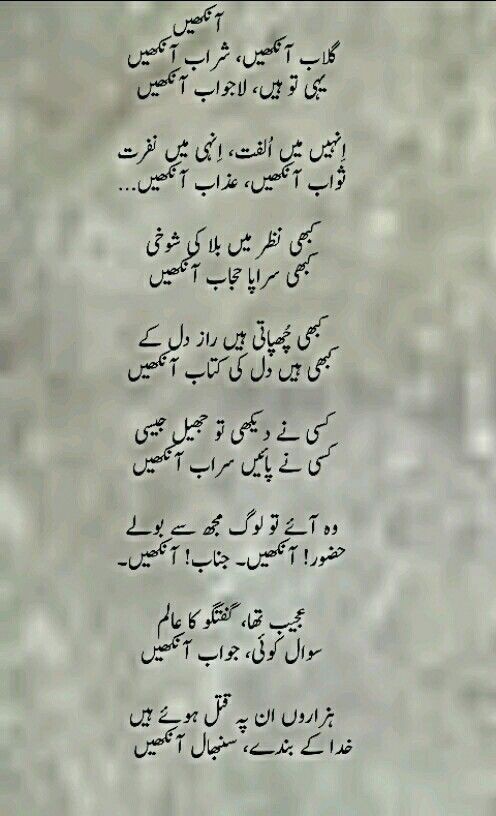 آنکھیں
گلاب آنکھیں، شراب آنکھیں
یہی تو ہیں، لاجواب آنکھیں
اِنہیں میں اُلفت، اِنہی میں نفرت
ثواب آنکھیں، عذاب آنکھیں...
کبھی نظر میں بلا کی شوخی
کبھی سراپا حجاب آنکھیں
کبھی چُھپاتی ہیں راز دل کے
کبھی ہیں دل کی کتاب آنکھیں
کسی نے دیکھی تو جھیل جیسی
کسی نے پائیں سراب آنکھیں
وہ آئے تو لوگ مجھ سے بولے
حضور! آنکھیں۔ جناب! آنکھیں۔
عجیب تھا، گفتگو کا عالم
سوال کوئی، جواب آنکھیں
ہزاروں ان پہ قتل ہوئے ہیں
خدا کے بندے، سنبھال آنکھیں